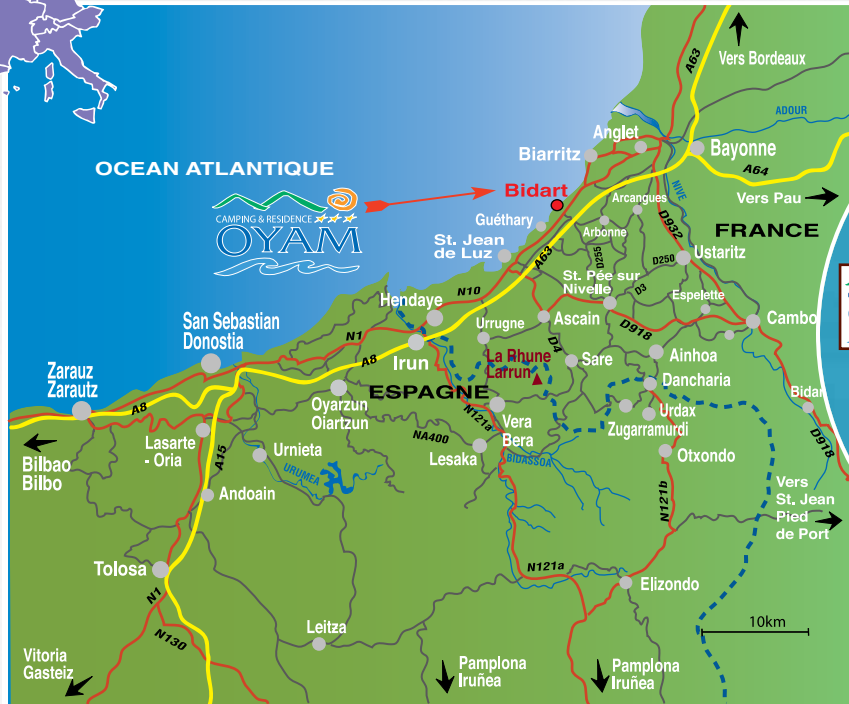 Vers Bordeaux
A63
ADOUR
Anglet
Biarritz
Bayonne
OCEAN ATLANTIQUE
A64
NIVE
Bidart
Vers Pau
CAMPING & RESIDENCE
OYAM
Arcangues
Guéthary
Arbonne
D932
FRANCE
St. Jean
de Luz
A63
D255
D250
Ustaritz
St. Pée sur
Nivelle
D3
N10
Hendaye
Espelette
San Sebastian
Donostia
N1
Urrugne
Ascain
D918
Cambo
Irun
D4
A8
La Rhune
Larrun
Sare
Ainhoa
Zarauz
Zarautz
ESPAGNE
Dancharia
Oyarzun
Oiartzun
A8
N121a
Vera
Bera
Urdax
Zugarramurdi
Bidar
D918
Lasarte
- Oria
A15
Urnieta
NA400
Lesaka
BIDASSOA
Otxondo
Bilbao
Bilbo
URUMEA
Andoain
N121b
Vers
St. Jean
Pied
de Port
Tolosa
N121a
Elizondo
N1
N130
Leitza
10km
Vitoria
Gasteiz
Pamplona
Iruñea
Pamplona
Iruñea